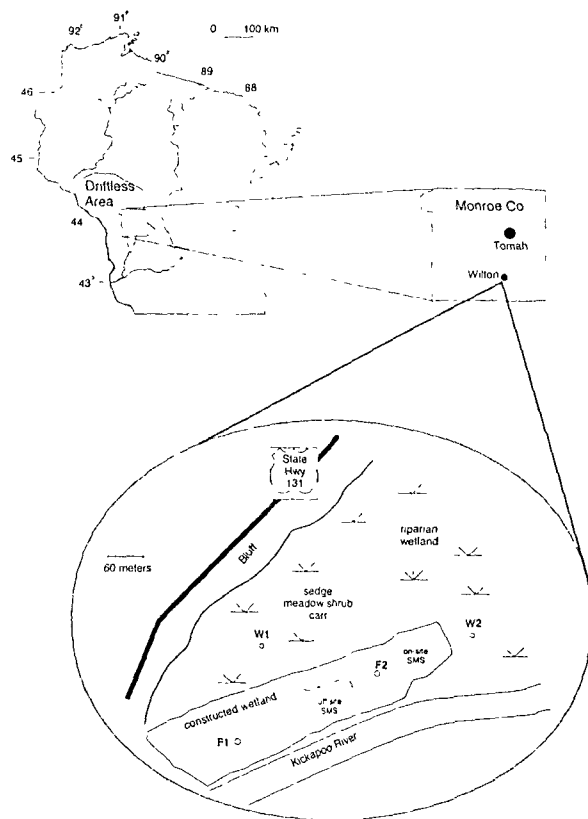 91°
92°
0 100 km
90°
89
88
46
45
Driftless
Area
44
43°
Monroe Co
Tomah
Wilton
State
Hwy
131
Bluff
60 meters
riparian
wetland
sedge
meadow shrub
carr
W1
W2
on-site
SMS
F2
off site
SMS
constructed wetland
F1
Kickapoo River